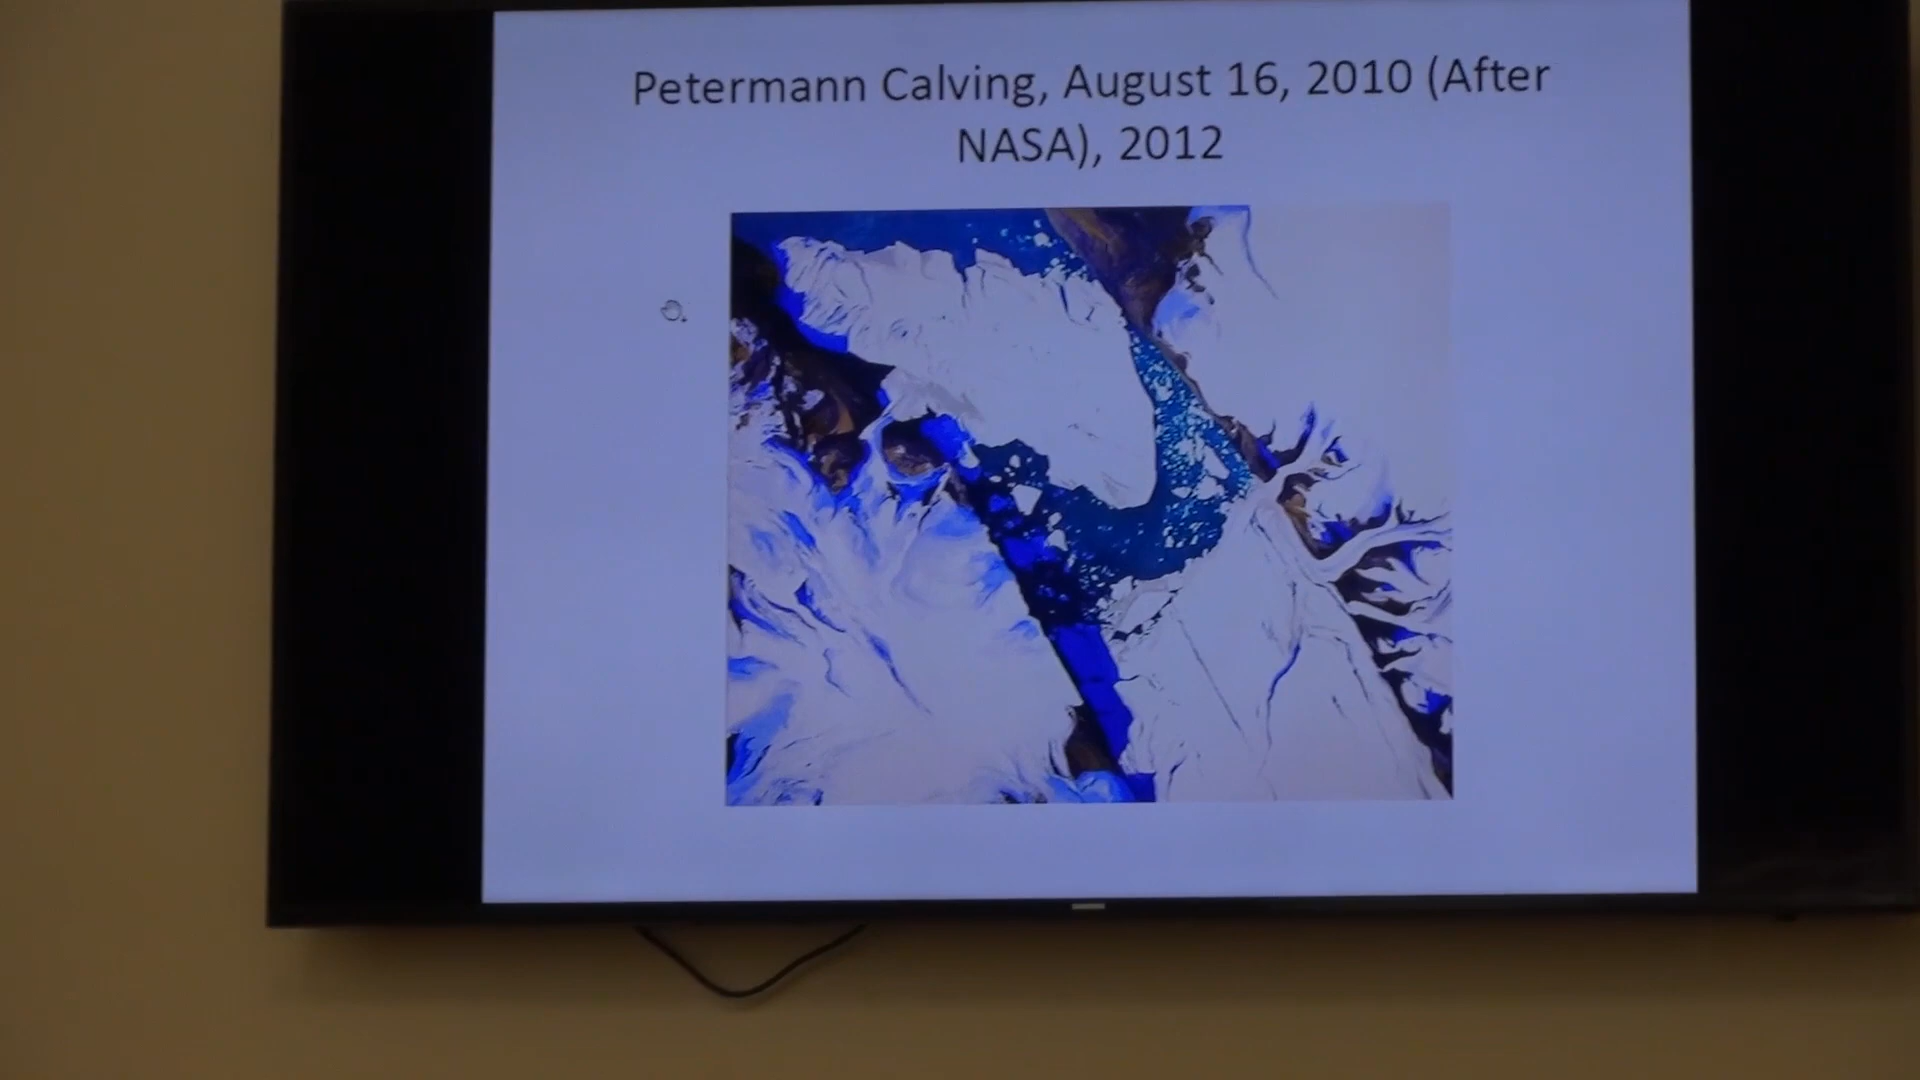 Petermann Calving, August 16, 2010 (After
NASA), 2012